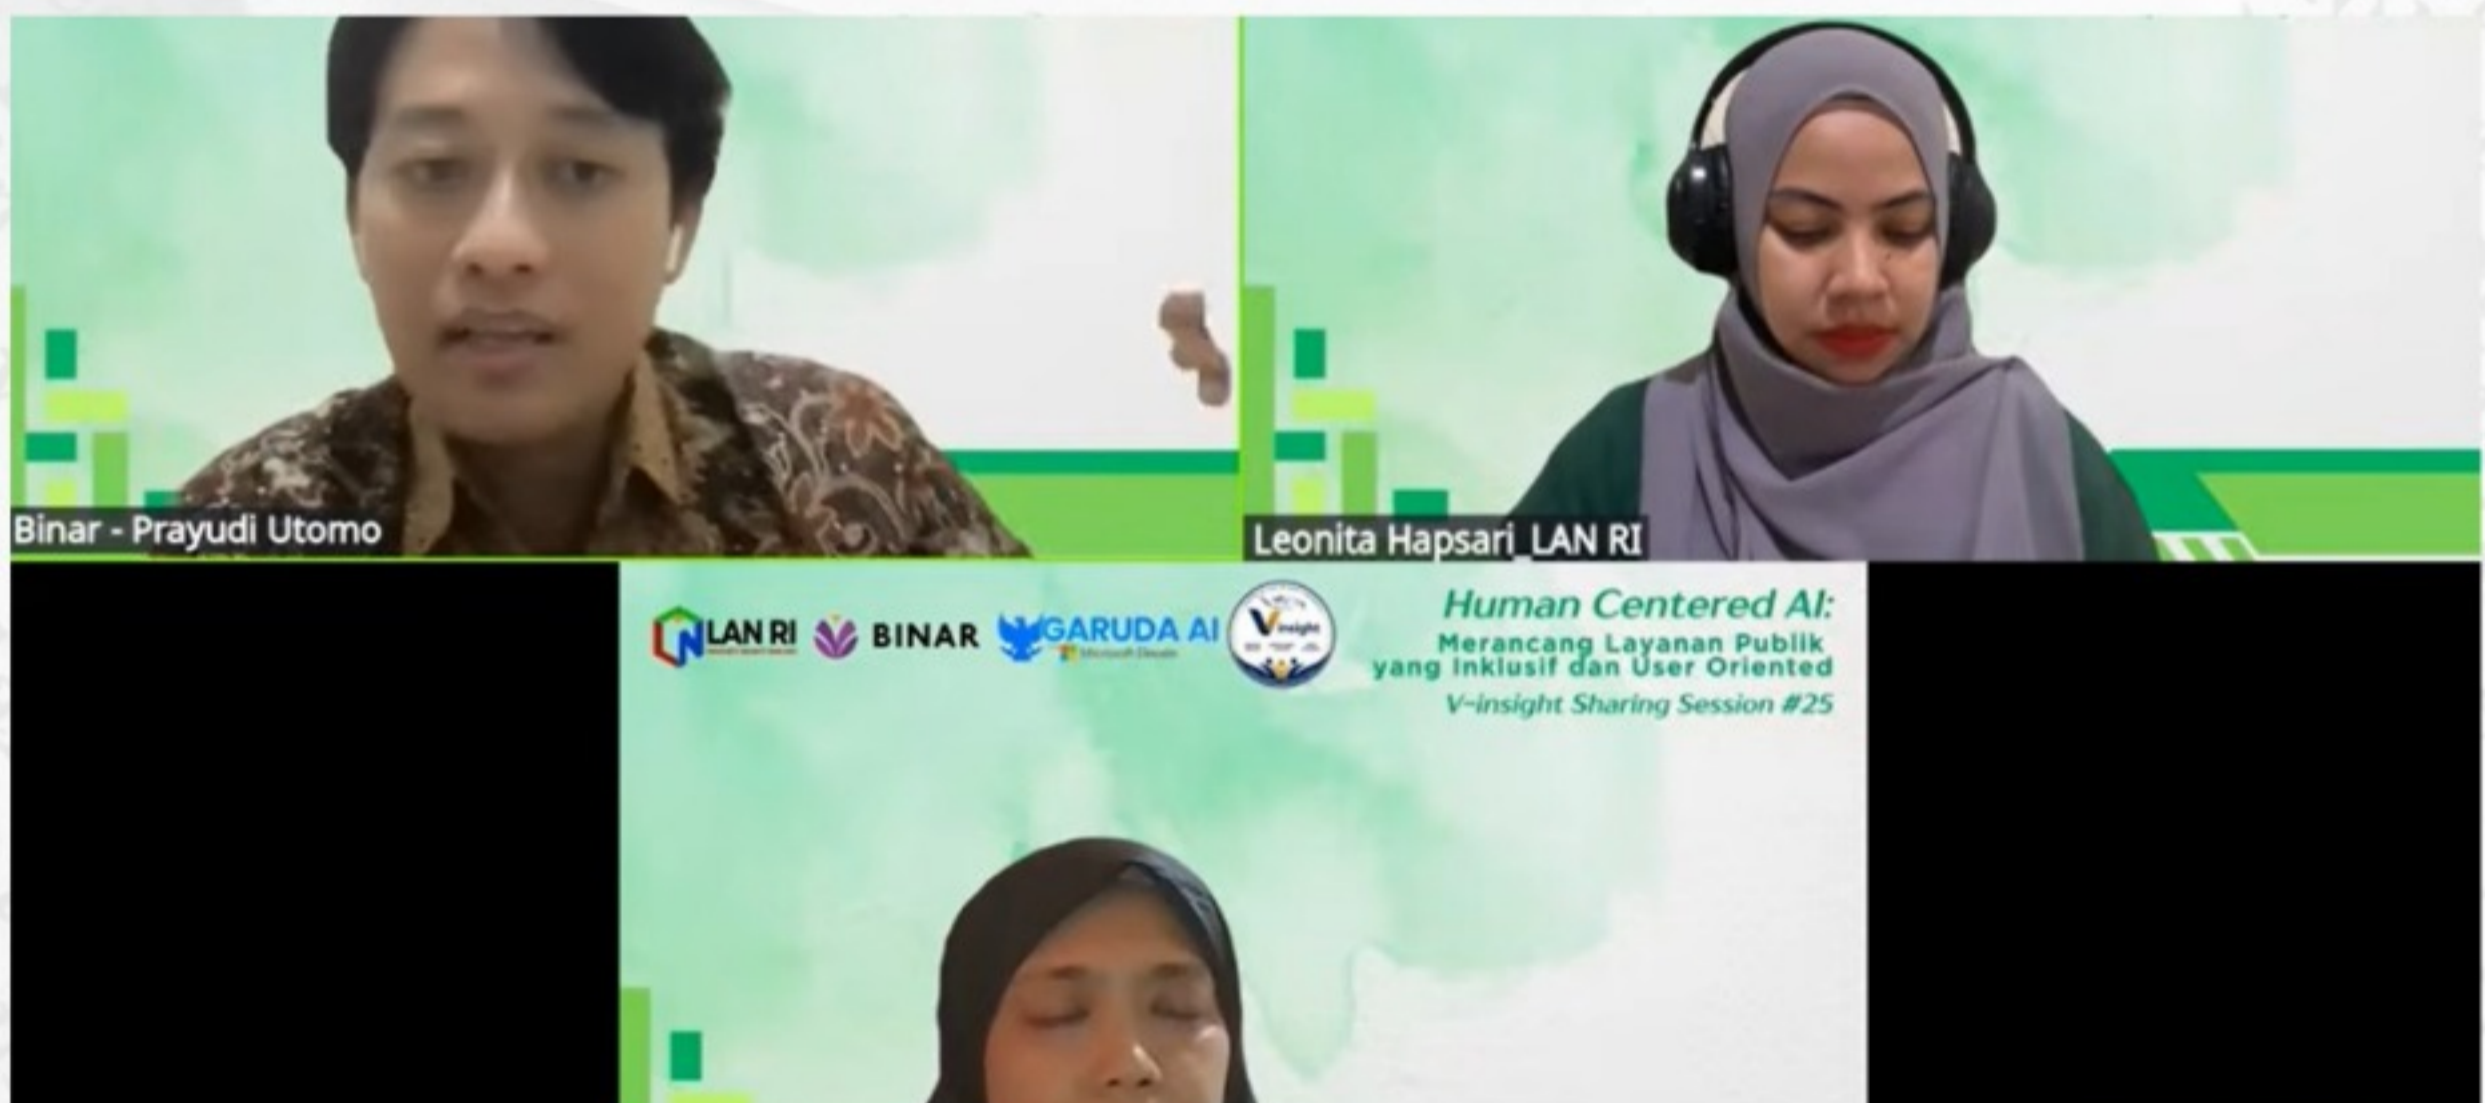 Binar - Prayudi Utomo
Leonita Hapsari_LAN RI
LAN RI
BINAR
GARUDA AI
V insight
Human Centered AI:
Merancang Layanan Publik
yang Inklusif dan User Oriented
V-insight Sharing Session #25